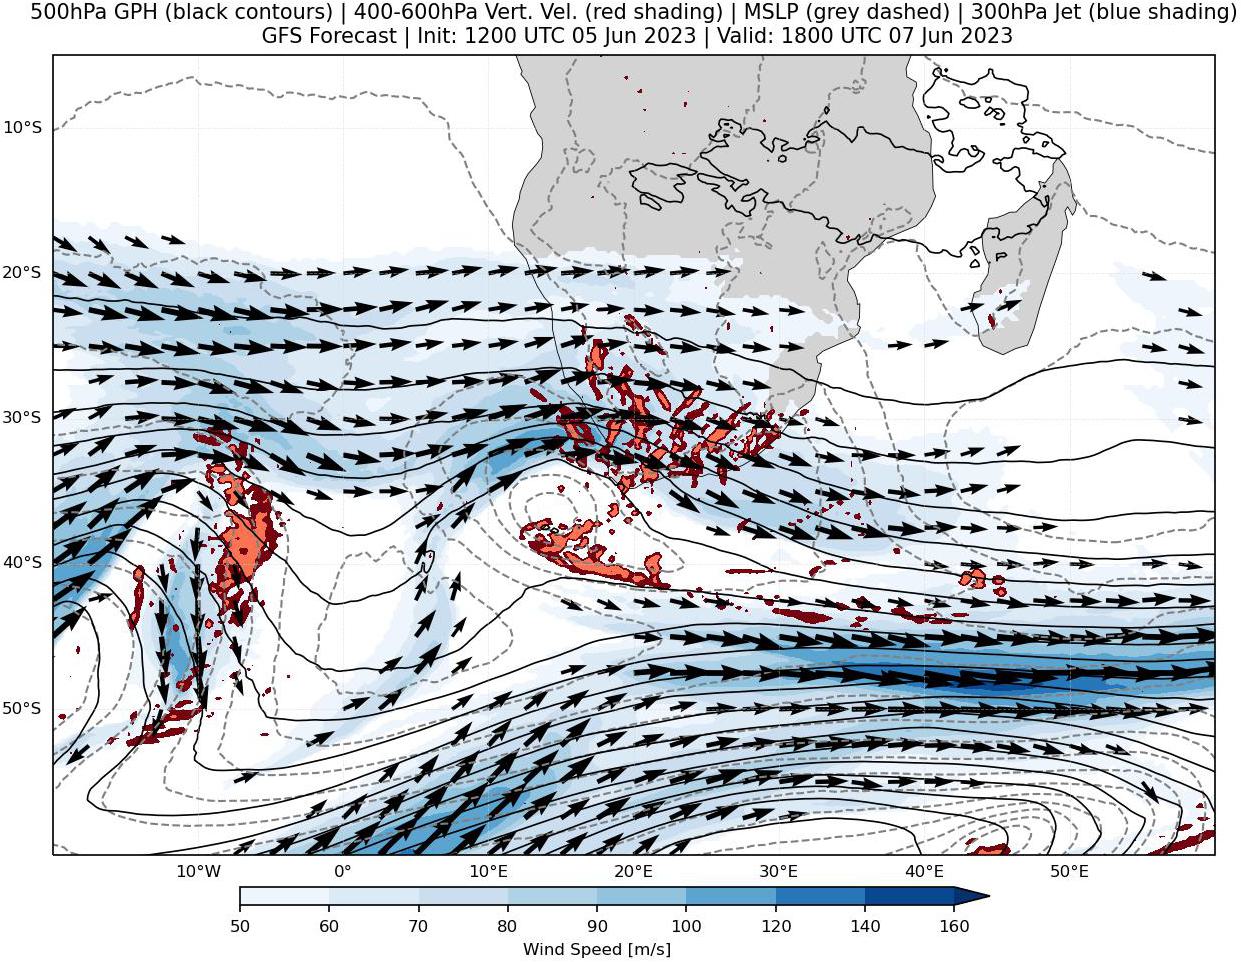 500hPa GPH (black contours) | 400-600hPa Vert. Vel. (red shading) | MSLP (grey dashed) | 300hPa Jet (blue shading)
GFS Forecast | Init: 1200 UTC 05 Jun 2023 | Valid: 1800 UTC 07 Jun 2023
10°S
20°S
30°S
40°S
50°S
10°W 0° 10°E 20°E 30°E 40°E 50°E
50 60 70 80 90 100 120 140 160
Wind Speed [m/s]